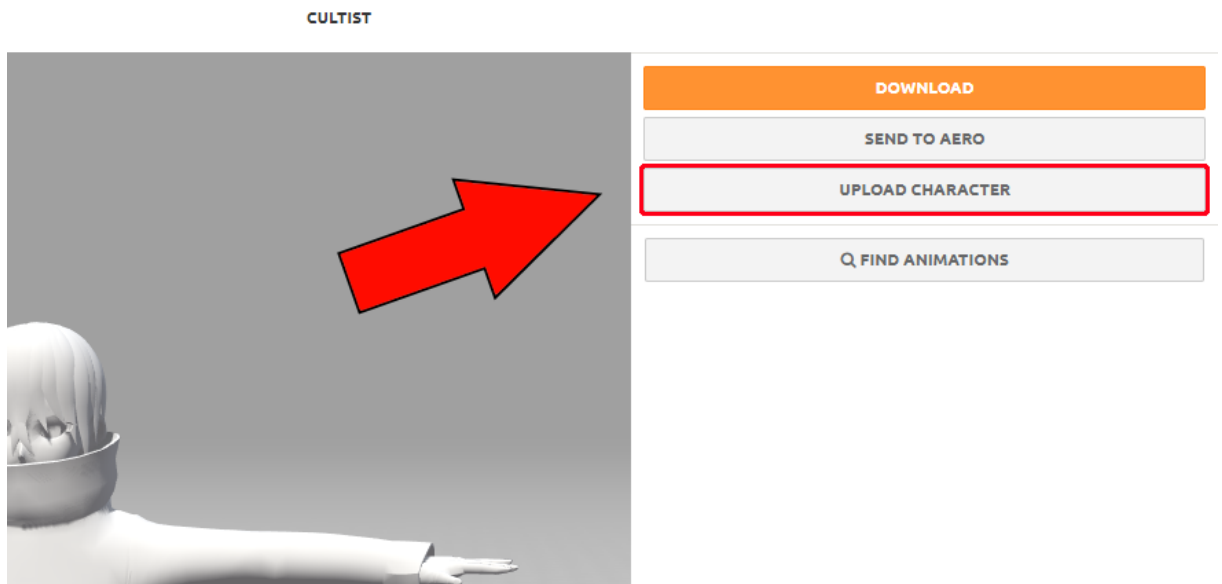 CULTIST
DOWNLOAD
SEND TO AERO
UPLOAD CHARACTER
FIND ANIMATIONS